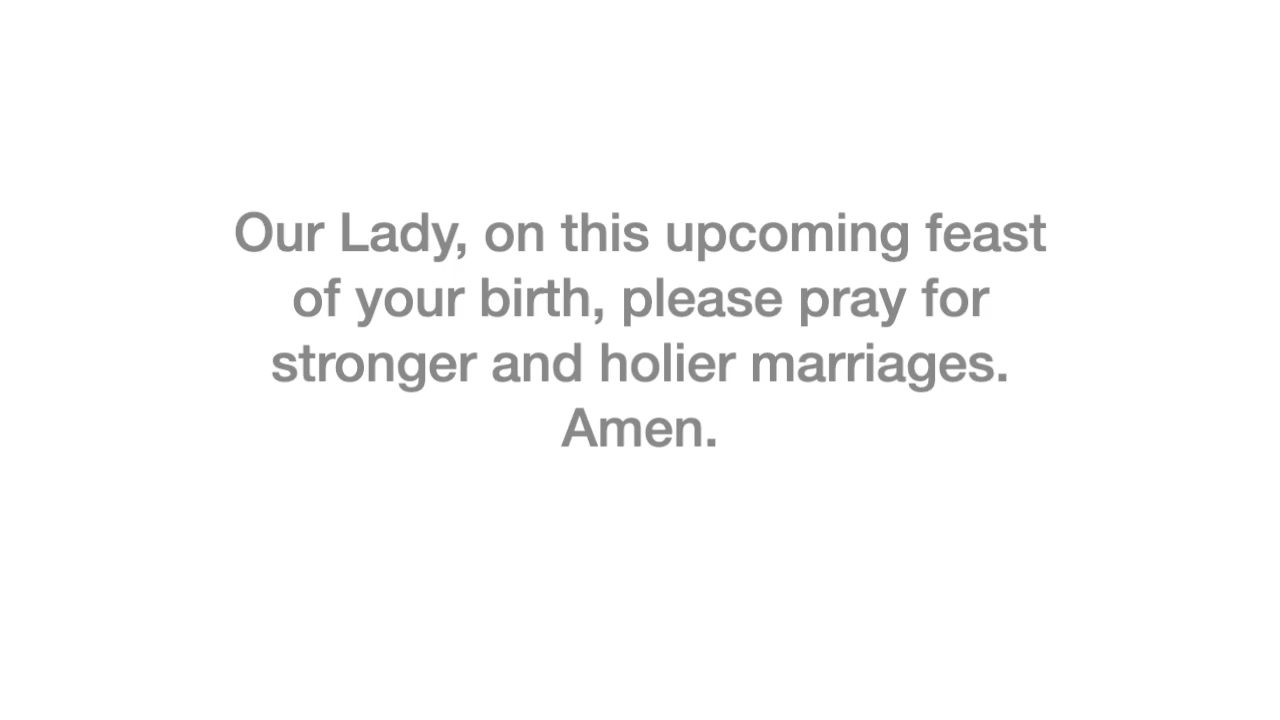 Our Lady, on this upcoming feast
of your birth, please pray for
stronger and holier marriages.
Amen.